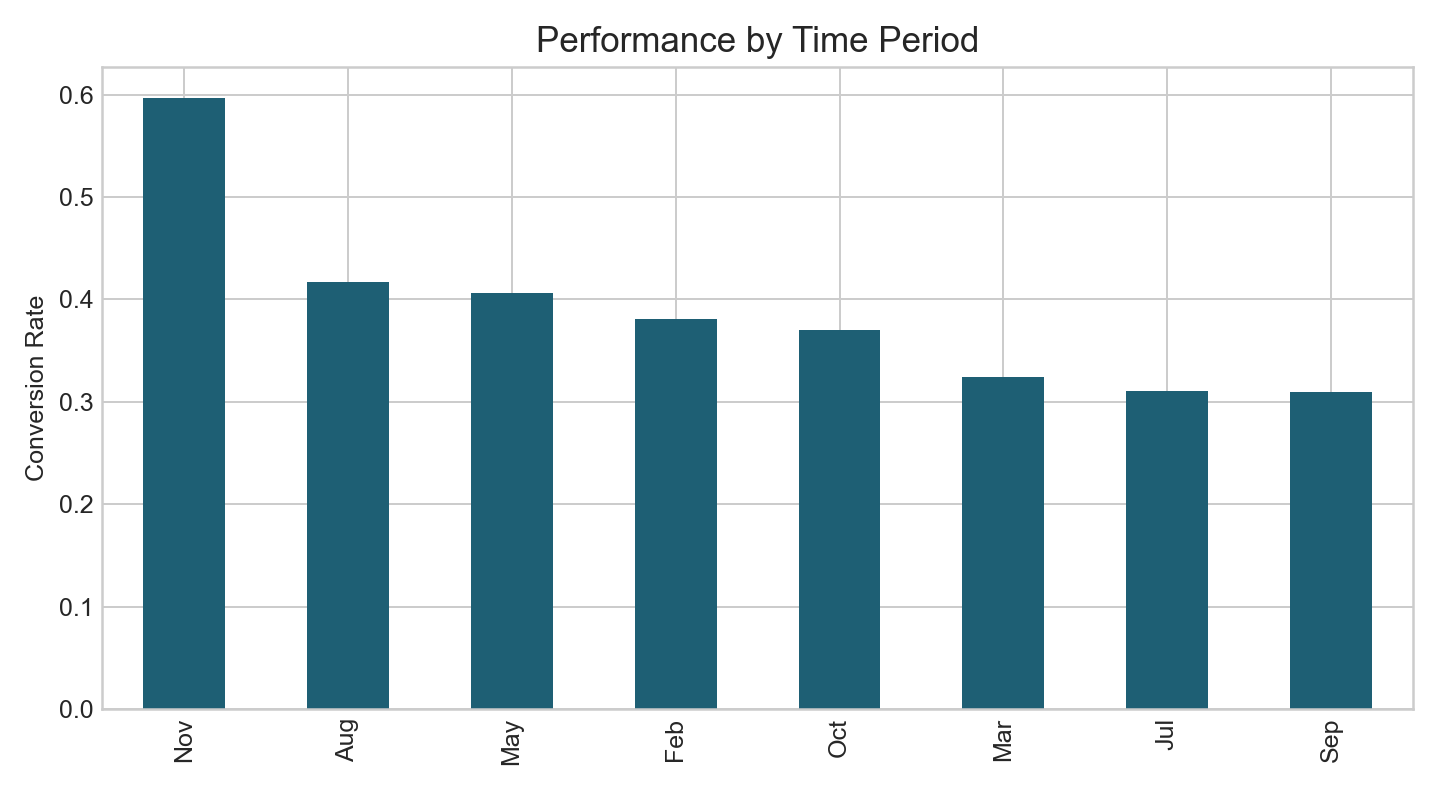 Performance by Time Period
Conversion Rate
0.6
0.5
0.4
0.3
0.2
0.1
0.0
Nov
Aug
May
Feb
Oct
Mar
Jul
Sep